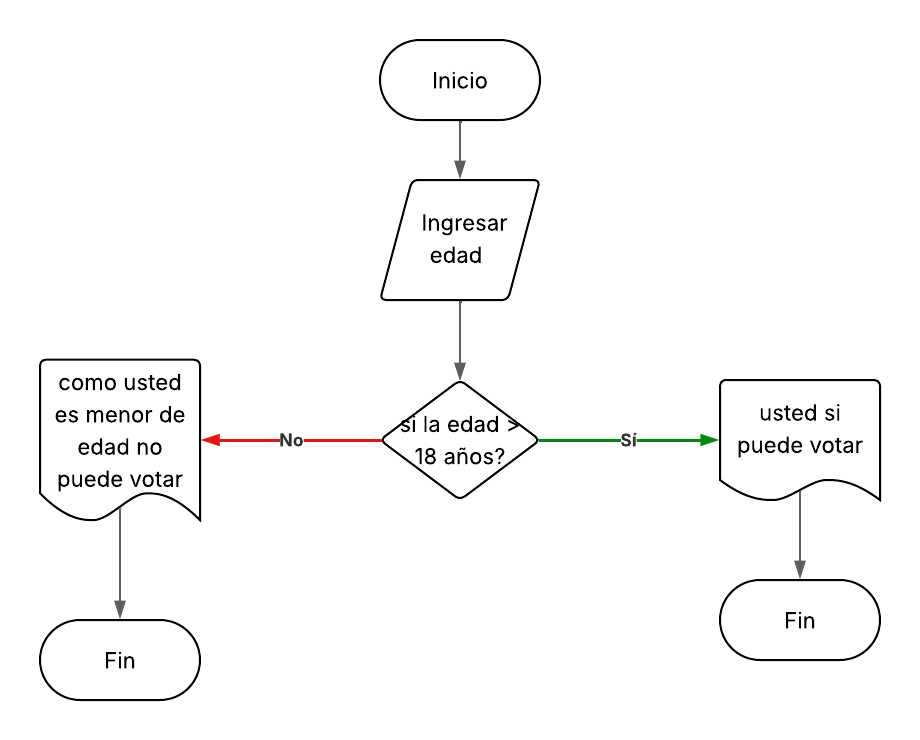 Inicio
Ingresar
edad
si la edad >
18 años?
No
Sí
como usted
es menor de
edad no
puede votar
usted si
puede votar
Fin
Fin